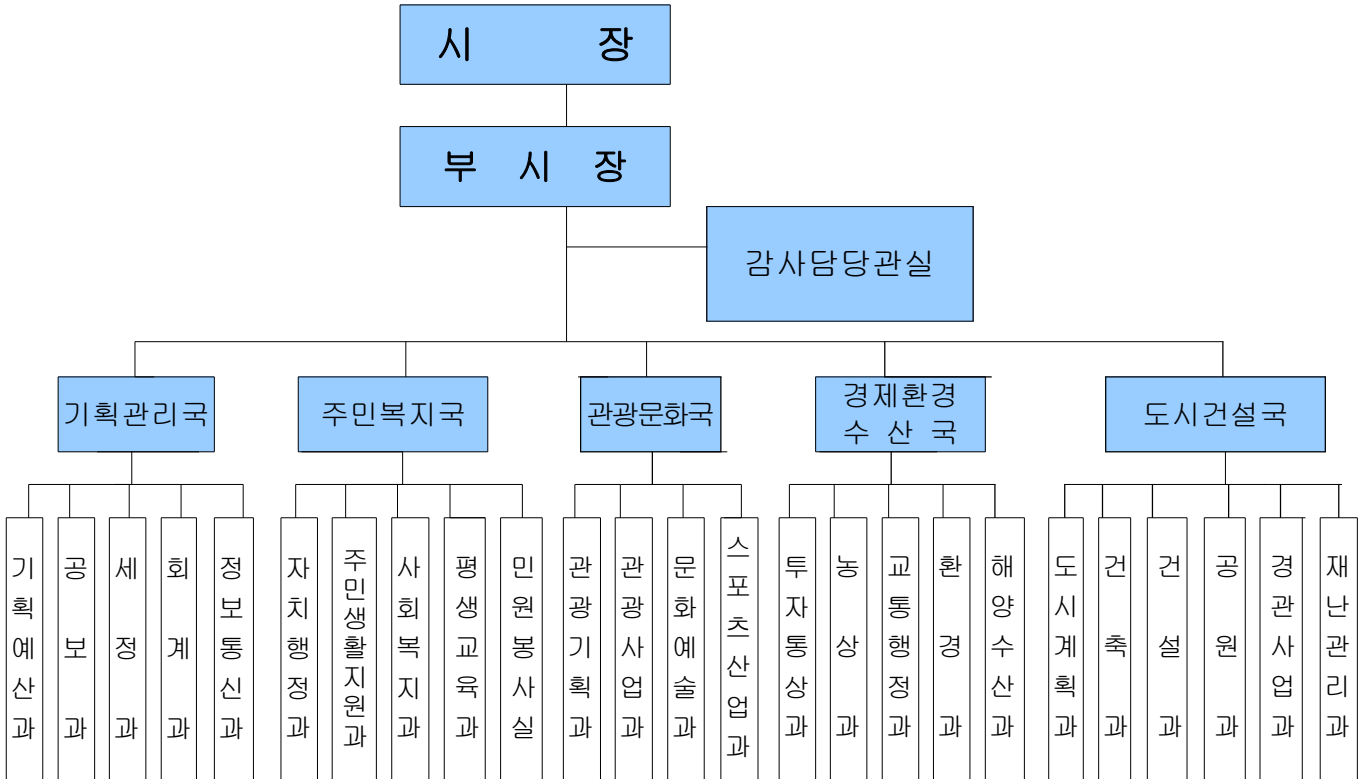 시 장
부 시 장
감사담당관실
기획관리국
주민복지국
관광문화국
경제환경
수 산 국
도시건설국
기획예산과
공보과
세정과
회계과
정보통신과
자치행정과
주민생활지원과
사회복지과
평생교육과
민원봉사실
관광기획과
관광사업과
문화예술과
스포츠산업과
투자통상과
농상과
교통행정과
환경과
해양수산과
도시계획과
건축과
건설과
공원과
경관사업과
재난관리과